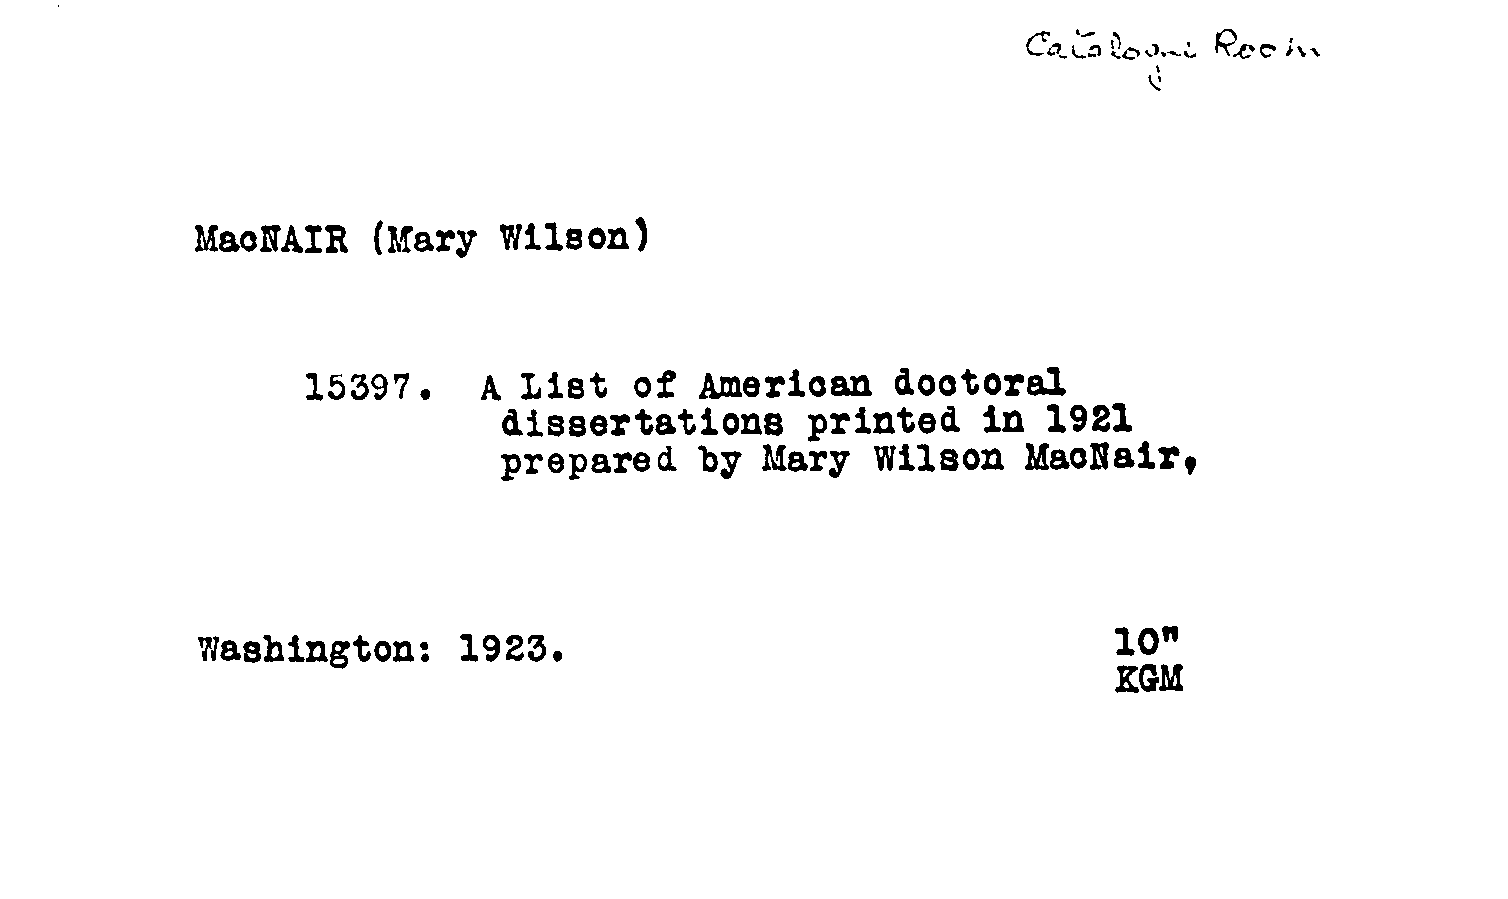 Catalogue Room
MacNAIR (Mary Wilson)
15397. A List of American doctoral
dissertations printed in 1921
prepared by Mary Wilson MacNair,
Washington: 1923.
10"
KGM